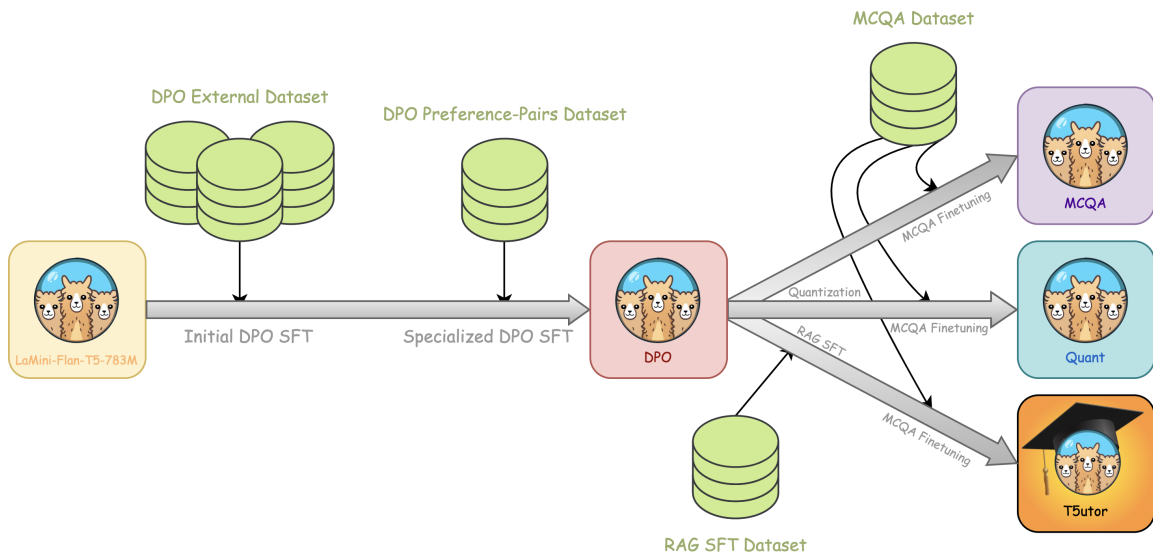 MCQA Dataset
DPO External Dataset
DPO Preference-Pairs Dataset
MCQA Finetuning
MCQA
LaMini-Flan-T5-783M
Initial DPO SFT
Specialized DPO SFT
DPO
Quantization
MCQA Finetuning
Quant
RAG SFT
MCQA Finetuning
T5utor
RAG SFT Dataset